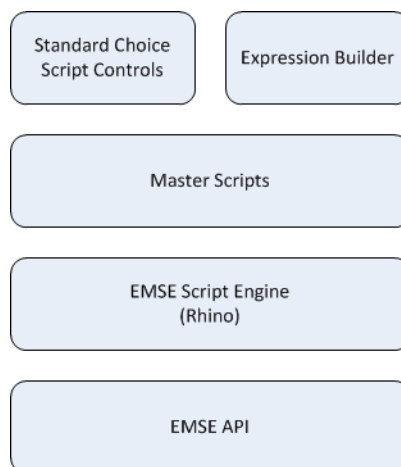 Standard Choice
Script Controls
Expression Builder
Master Scripts
EMSE Script Engine
(Rhino)
EMSE API